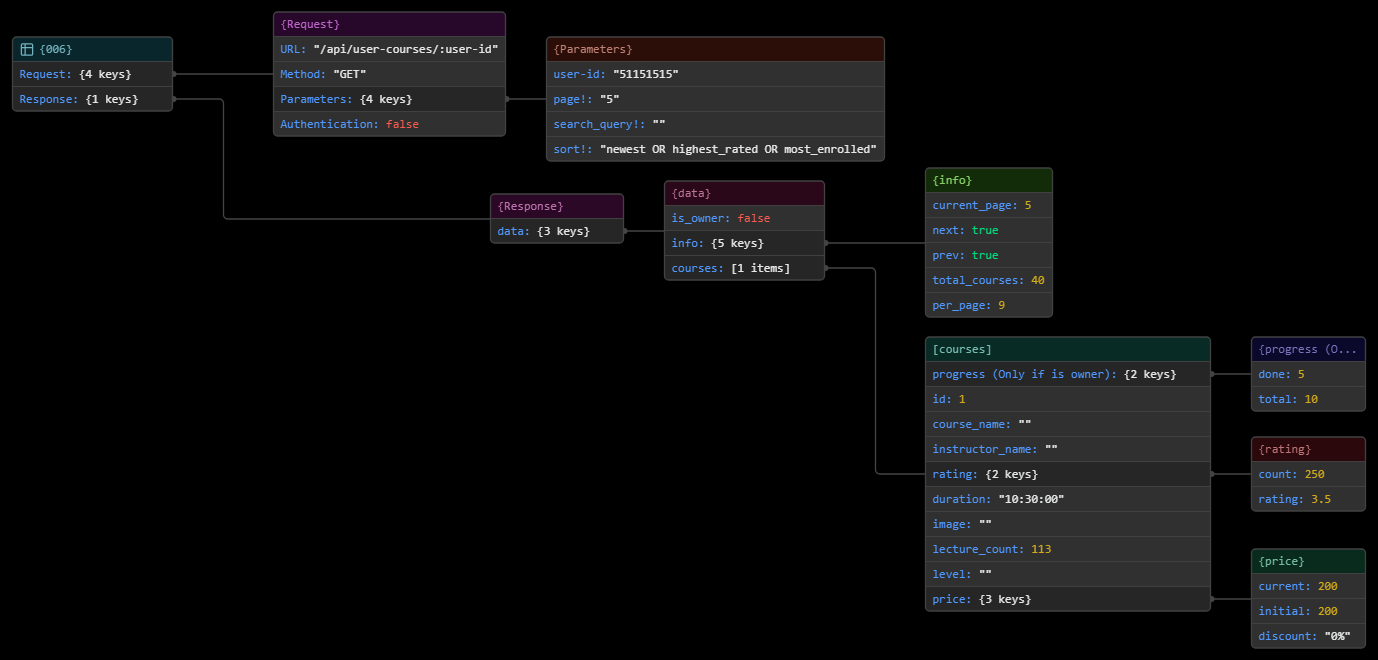 {006}
Request: {4 keys}
Response: {1 keys}
{Request}
URL: "/api/user-courses/:user-id"
Method: "GET"
Parameters: {4 keys}
Authentication: false
{Parameters}
user-id: "51151515"
page!: "5"
search_query!: ""
sort!: "newest OR highest_rated OR most_enrolled"
{Response}
data: {3 keys}
{data}
is_owner: false
info: {5 keys}
courses: [1 items]
{info}
current_page: 5
next: true
prev: true
total_courses: 40
per_page: 9
[courses]
progress (Only if is owner): {2 keys}
id: 1
course_name: ""
instructor_name: ""
rating: {2 keys}
duration: "10:30:00"
image: ""
lecture_count: 113
level: ""
price: {3 keys}
{progress (O...
done: 5
total: 10
{rating}
count: 250
rating: 3.5
{price}
current: 200
initial: 200
discount: "0%"